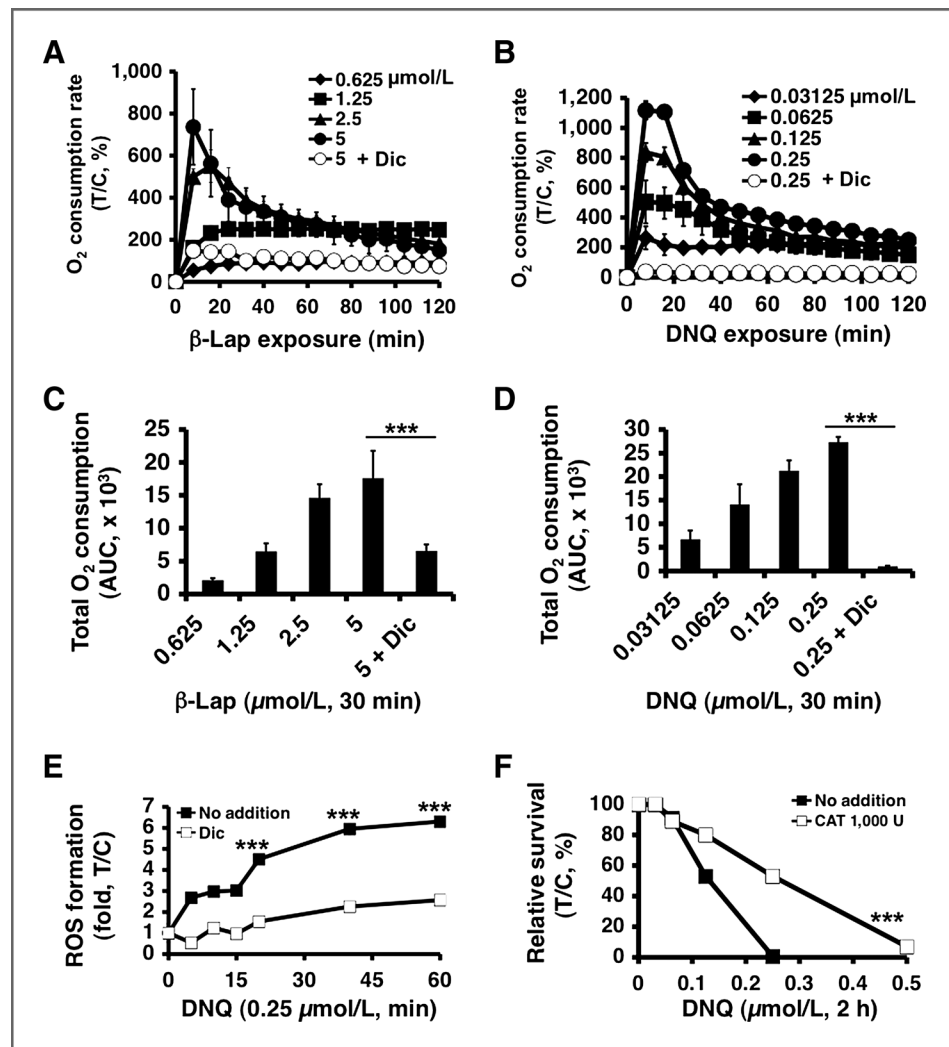 A
O2 consumption rate
(T/C, %)
1,000
800
600
400
200
0
0 20 40 60 80 100 120
β-Lap exposure (min)
0.625 µmol/L
1.25
2.5
5
5 + Dic
B
O2 consumption rate
(T/C, %)
1,200
1,000
800
600
400
200
0
0 20 40 60 80 100 120
DNQ exposure (min)
0.03125 µmol/L
0.0625
0.125
0.25
0.25 + Dic
C
Total O2 consumption
(AUC, x 10³)
25
20
15
10
5
0
***
0.625
1.25
2.5
5
5 + Dic
β-Lap (µmol/L, 30 min)
D
Total O2 consumption
(AUC, x 10³)
30
25
20
15
10
5
0
***
0.03125
0.0625
0.125
0.25
0.25 + Dic
DNQ (µmol/L, 30 min)
E
ROS formation
(fold, T/C)
7
6
5
4
3
2
1
0
No addition
Dic
***
***
***
0 15 30 45 60
DNQ (0.25 µmol/L, min)
F
Relative survival
(T/C, %)
100
80
60
40
20
0
No addition
CAT 1,000 U
***
0 0.1 0.2 0.3 0.4 0.5
DNQ (µmol/L, 2 h)